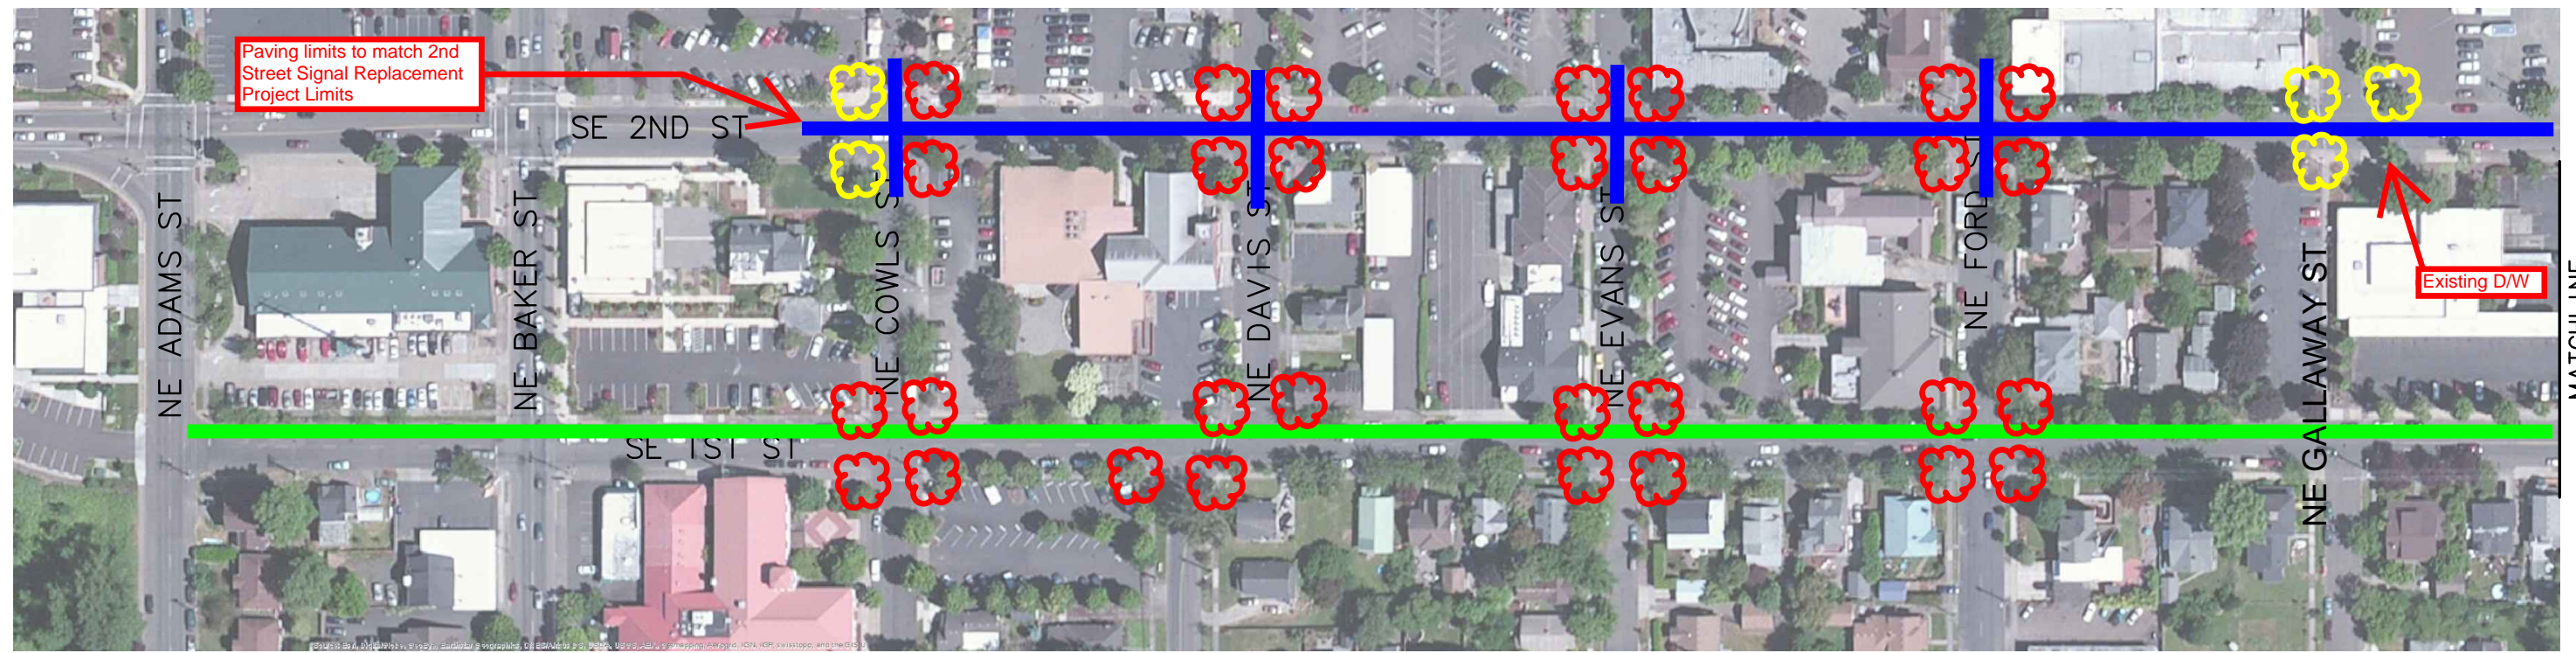 Paving limits to match 2nd
Street Signal Replacement
Project Limits
SE 2ND ST
NE ADAMS ST
NE BAKER ST
NE COWLS ST
NE DAVIS ST
NE EVANS ST
NE FORD ST
NE GALLAWAY ST
Existing D/W
MATCHLINE
SE 1ST ST